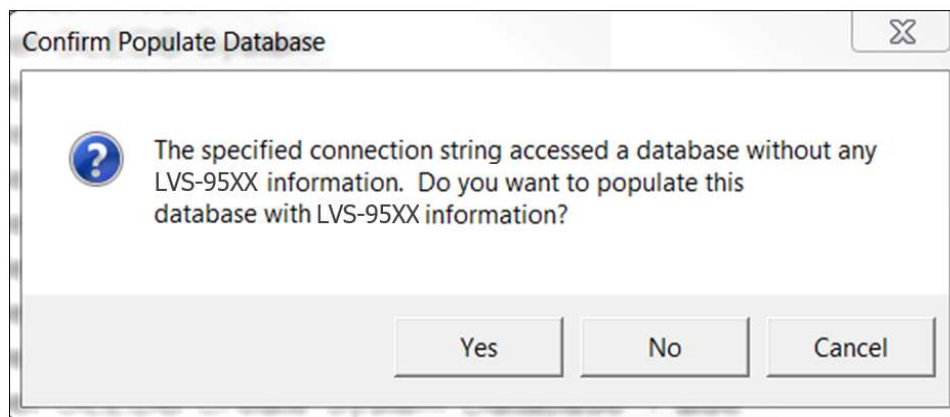 Confirm Populate Database
The specified connection string accessed a database without any
LVS-95XX information. Do you want to populate this
database with LVS-95XX information?
Yes
No
Cancel